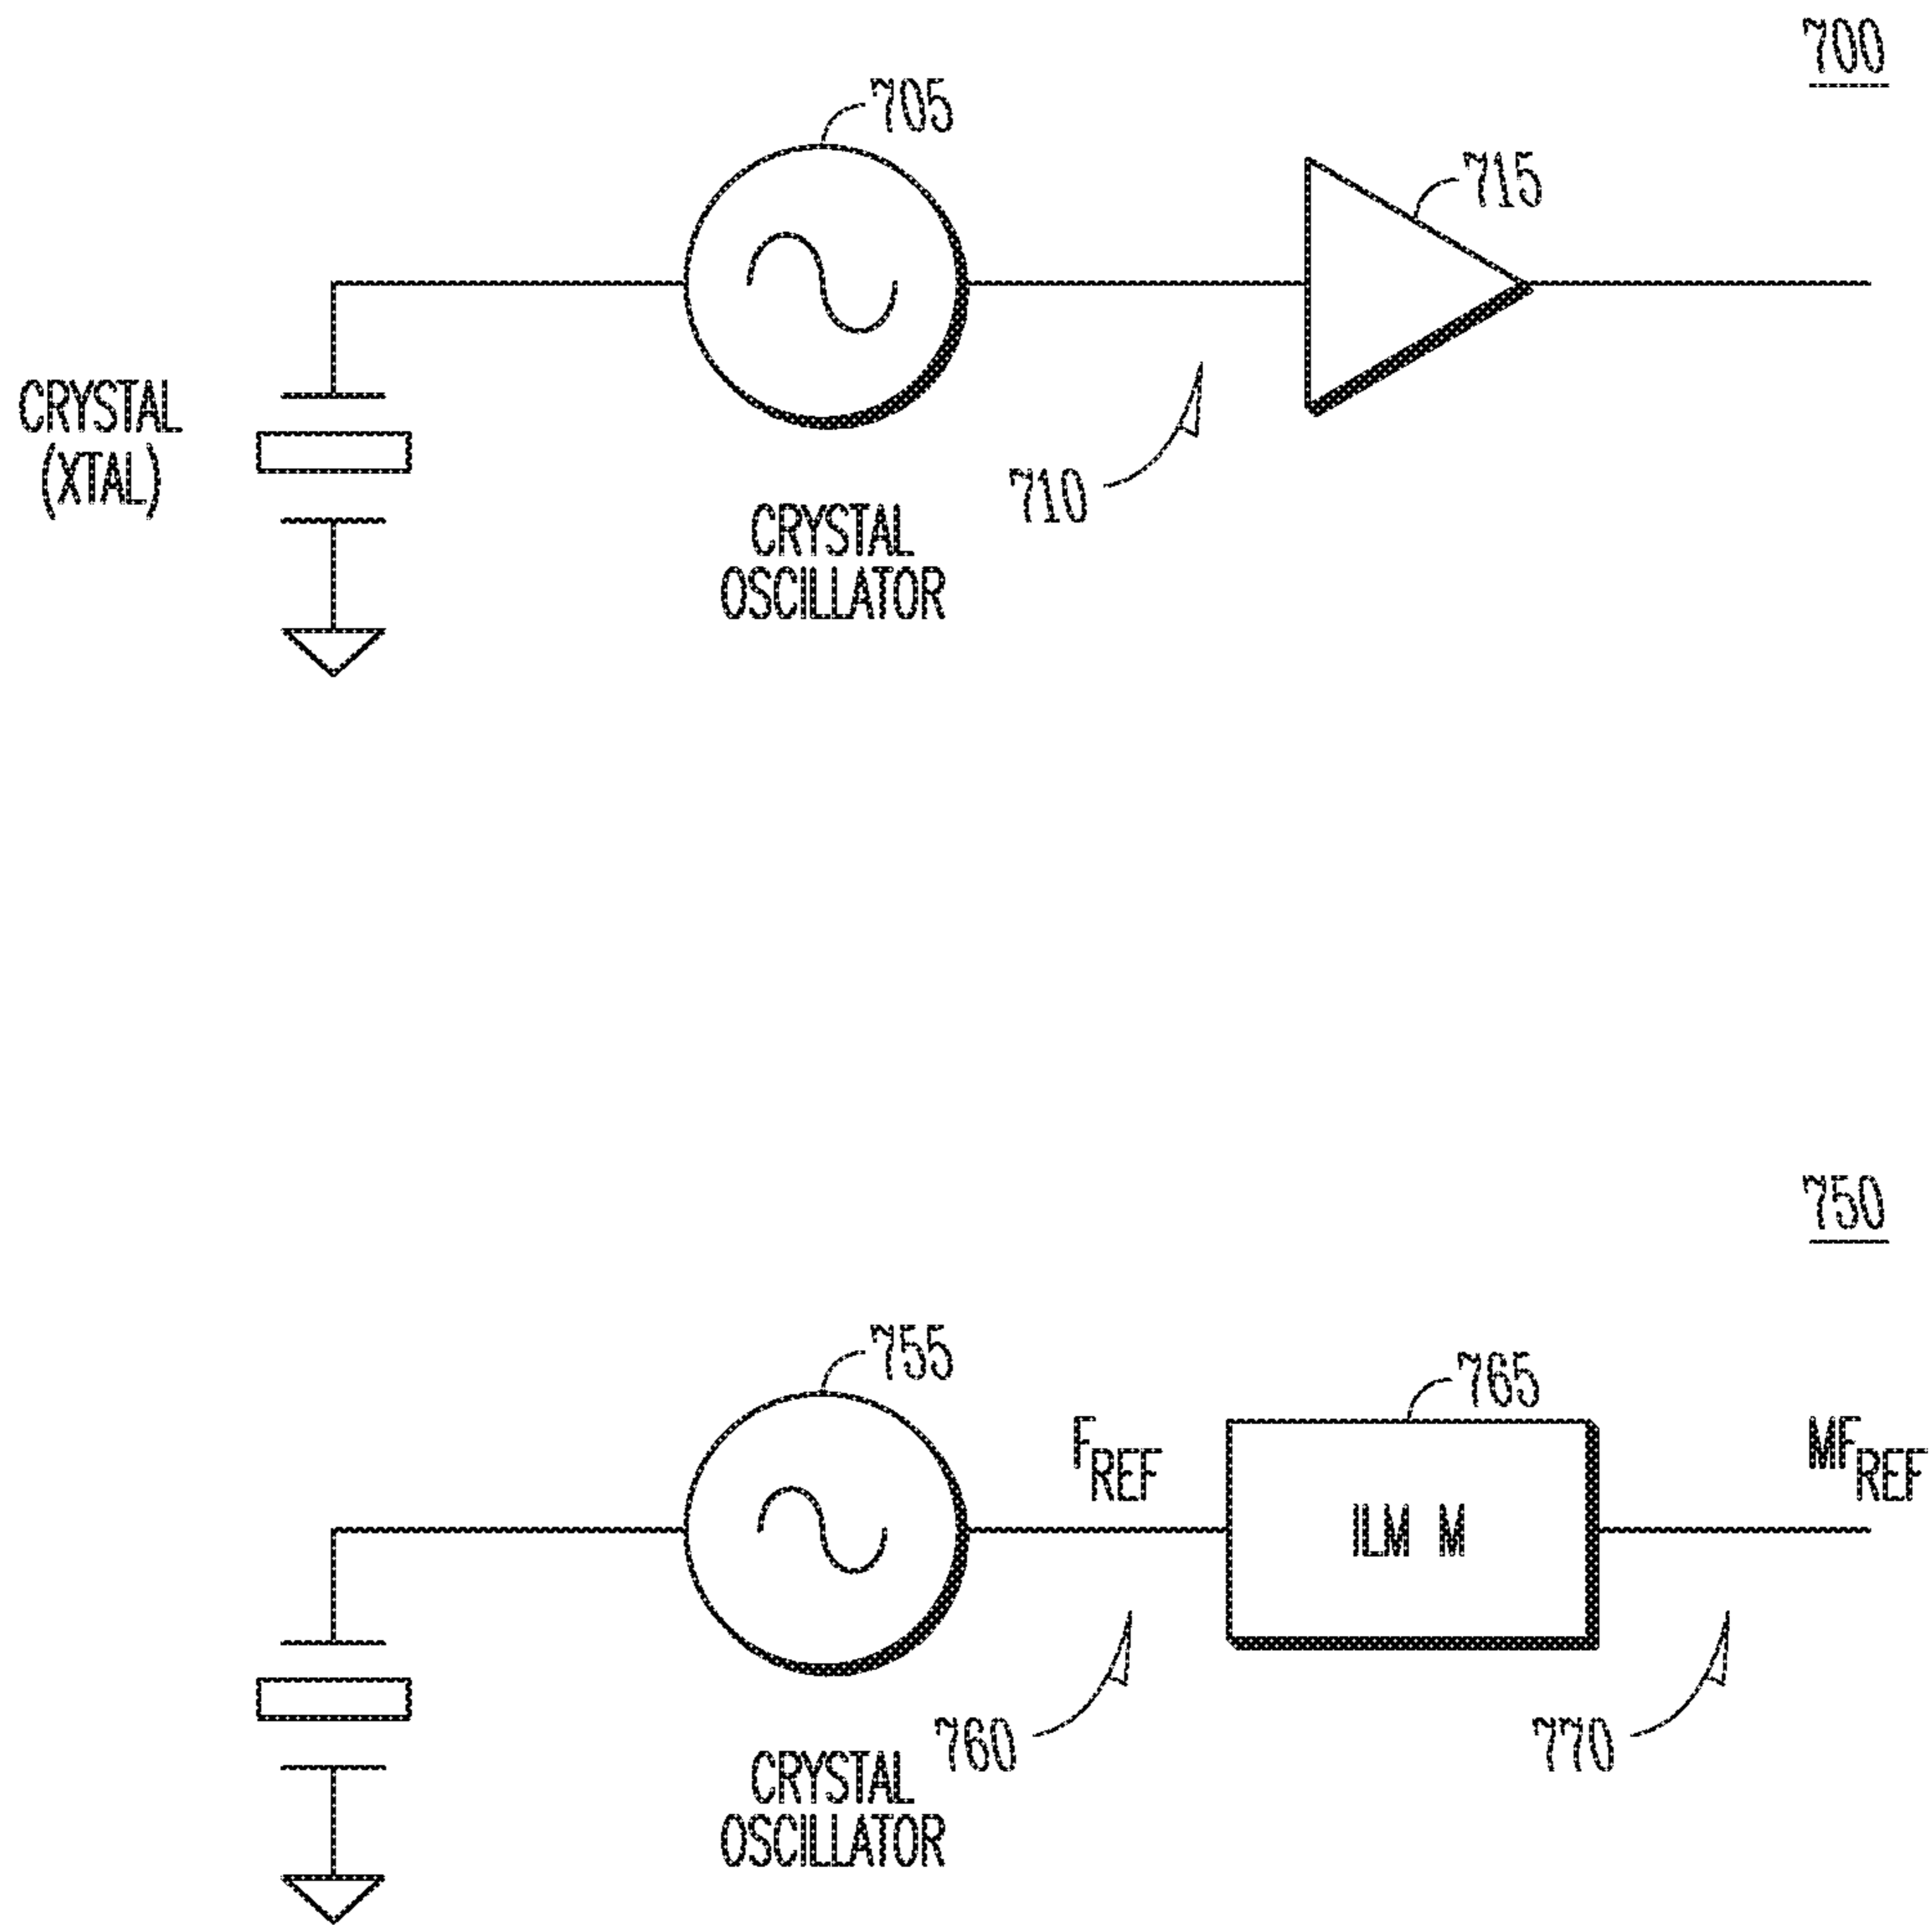 700
705
715
CRYSTAL
(XTAL)
710
CRYSTAL
OSCILLATOR
750
755
765
FREF
MFREF
ILM M
760
770
CRYSTAL
OSCILLATOR